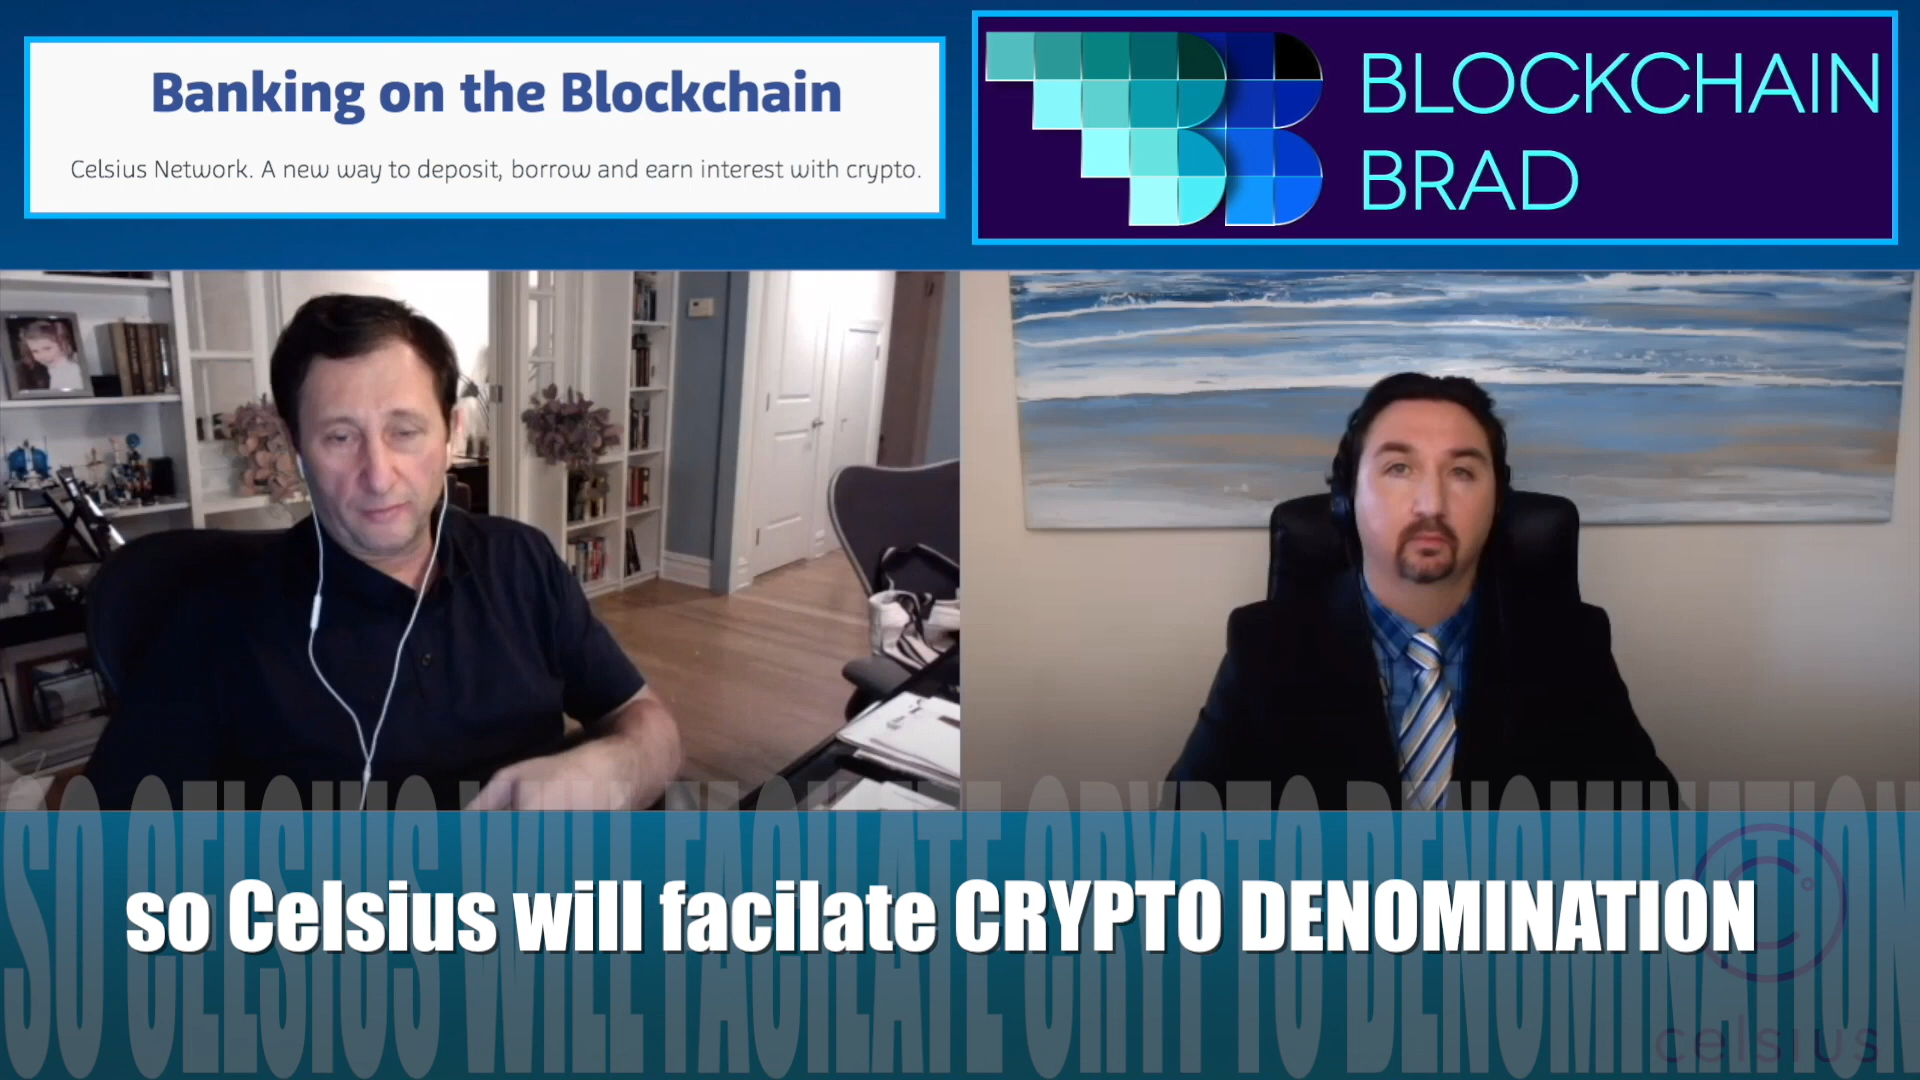 Banking on the Blockchain
Celsius Network. A new way to deposit, borrow and earn interest with crypto.
BLOCKCHAIN
BRAD
so Celsius will facilate CRYPTO DENOMINATION
SO CELSIUS WILL FACILATE CRYPTO DENOMINATION
celsius